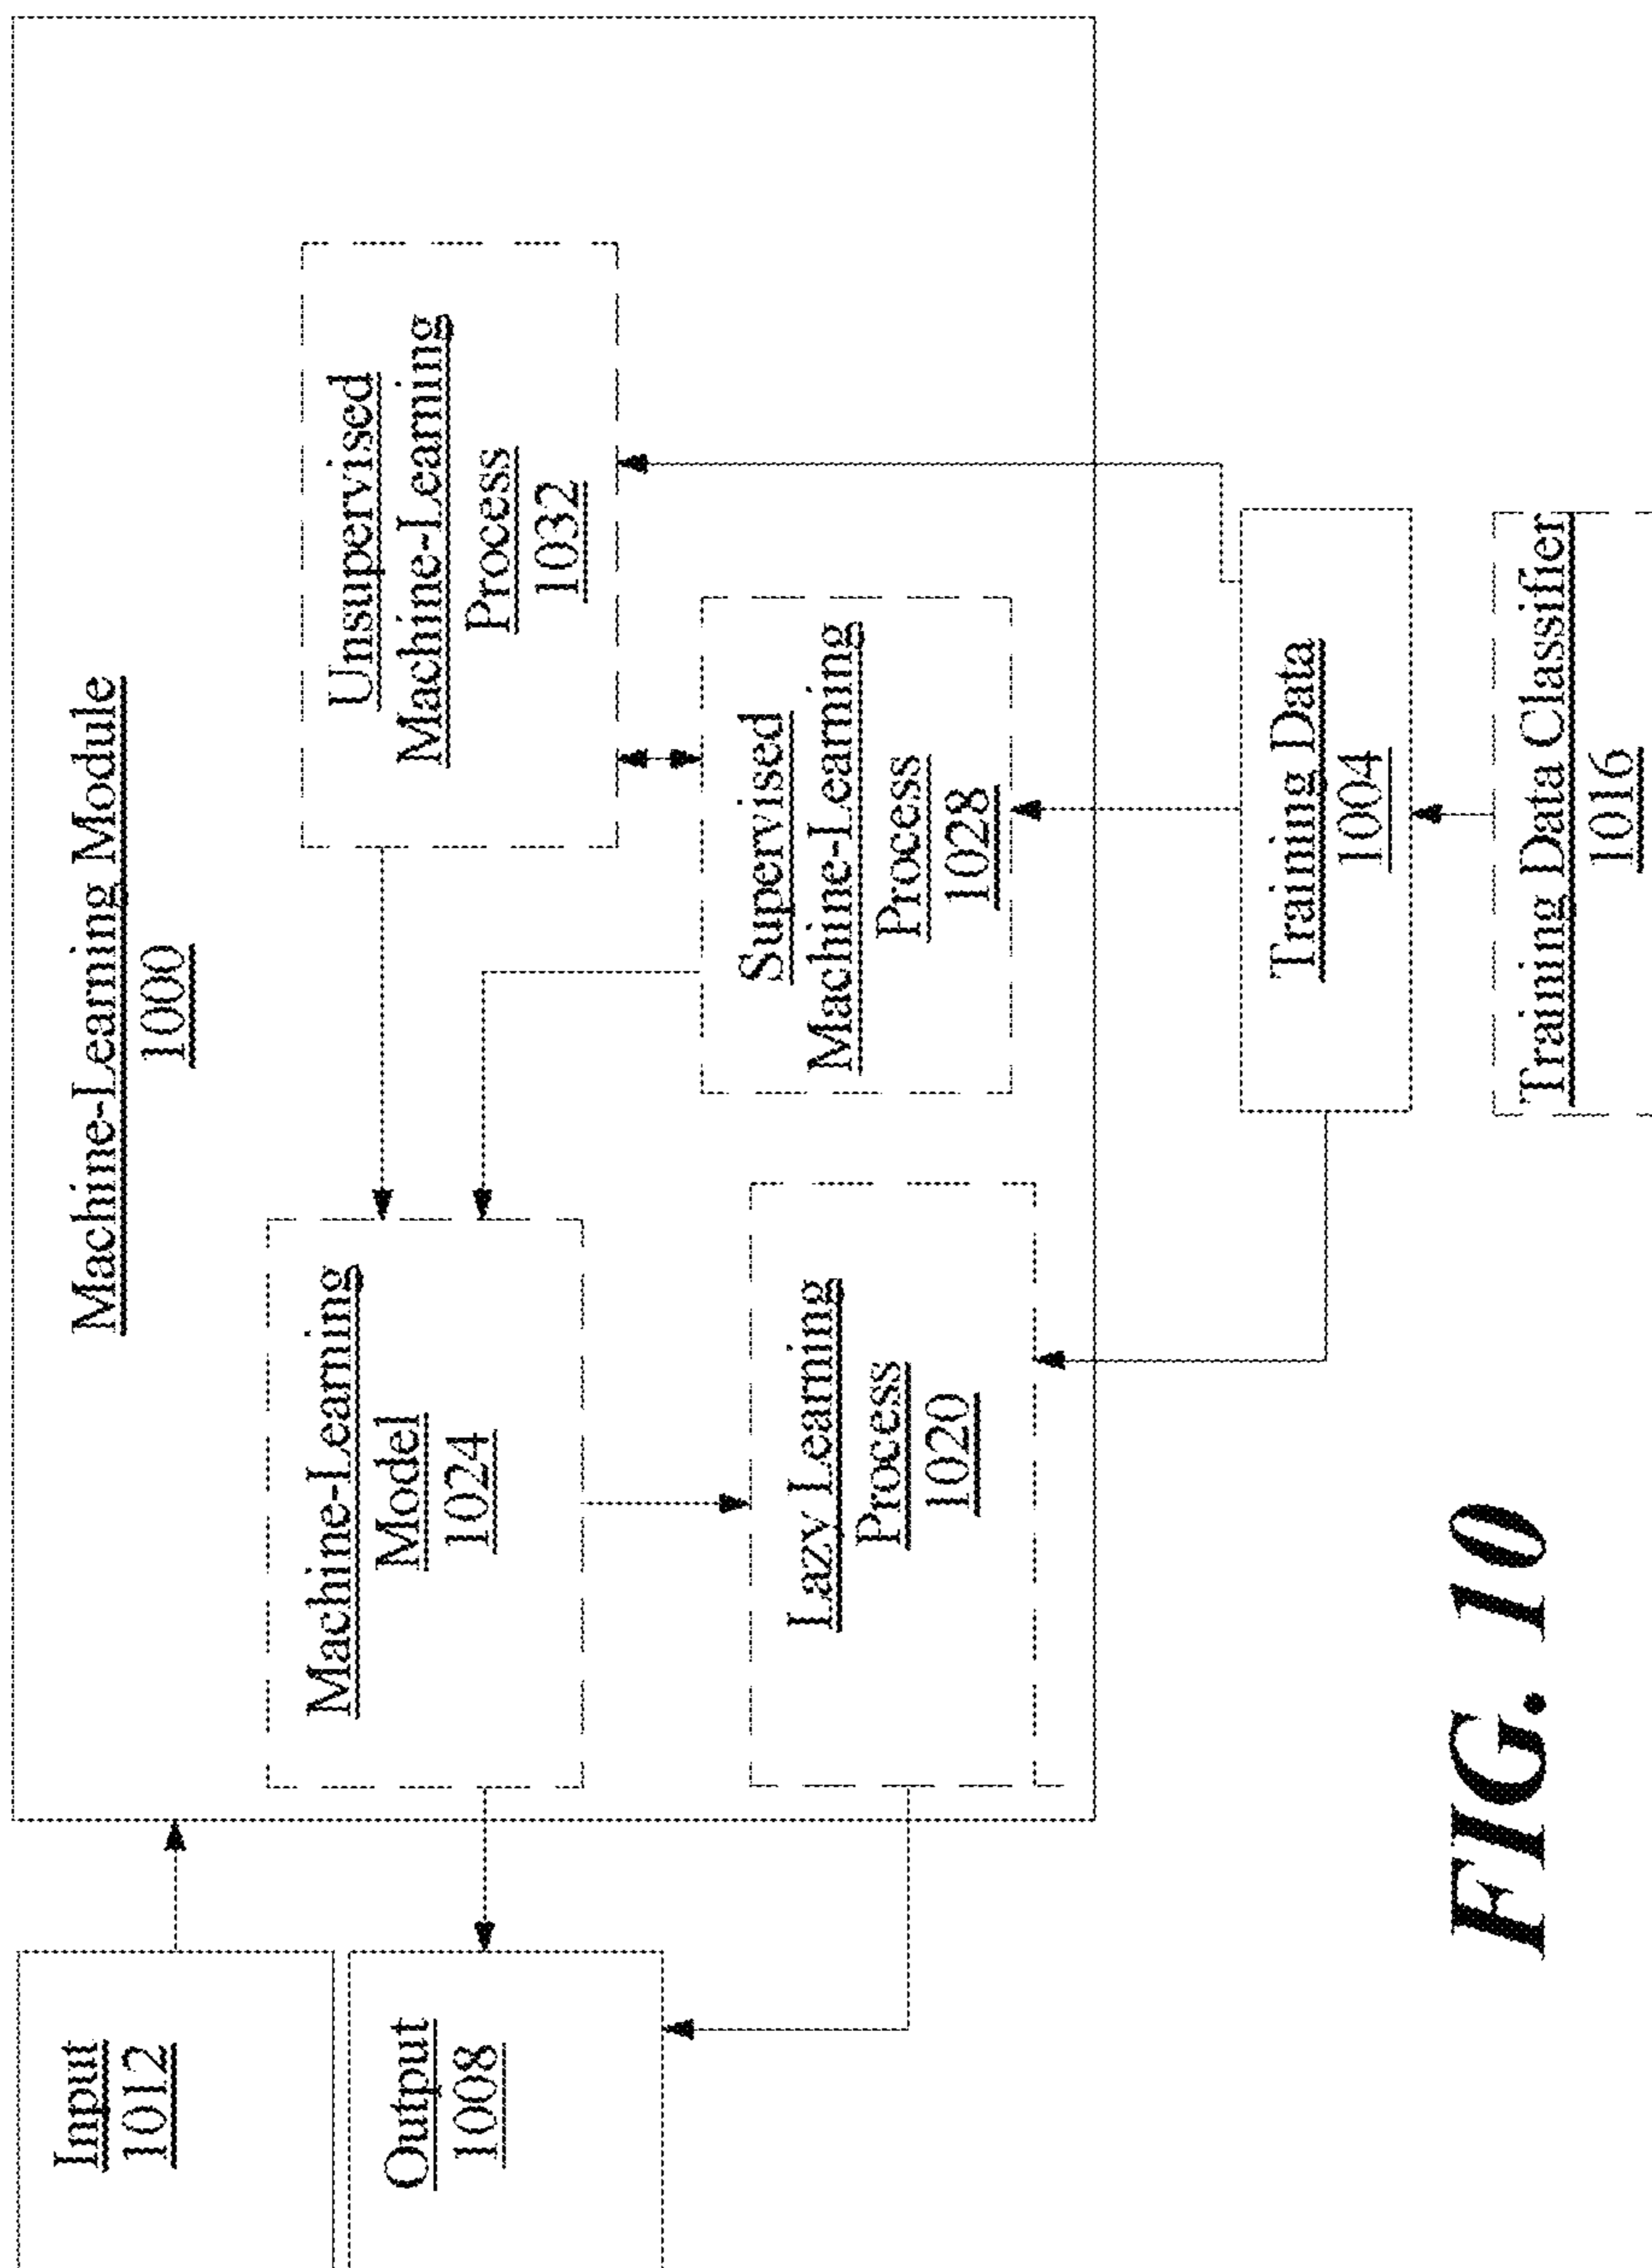 Machine-Learning Module
1000
Input
1012
Output
1008
Machine-Learning
Model
1024
Unsupervised
Machine-Learning
Process
1032
Lazy Learning
Process
1020
Supervised
Machine-Learning
Process
1028
Training Data
1004
Training Data Classifier
1016
FIG. 10